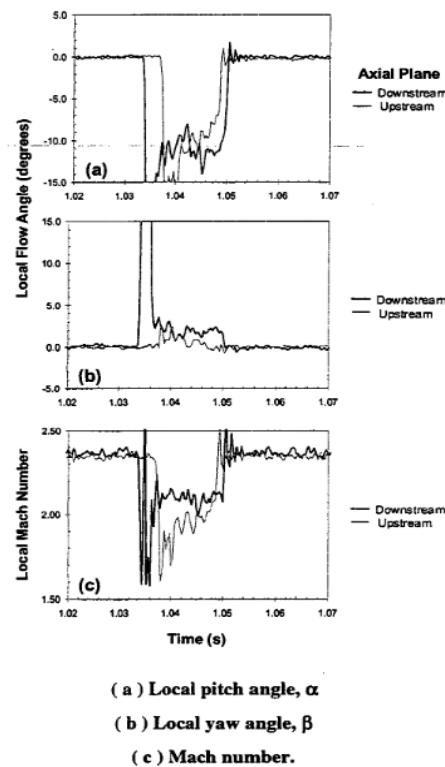 5.0
0.0
-5.0
-10.0
-15.0
(a)
1.02 1.03 1.04 1.05 1.06 1.07
Axial Plane
Downstream
Upstream
Local Flow Angle (degrees)
15.0
10.0
5.0
0.0
-5.0
(b)
1.02 1.03 1.04 1.05 1.06 1.07
Downstream
Upstream
2.50
2.00
1.50
(c)
1.02 1.03 1.04 1.05 1.06 1.07
Local Mach Number
Downstream
Upstream
Time (s)
( a ) Local pitch angle, α
( b ) Local yaw angle, β
( c ) Mach number.